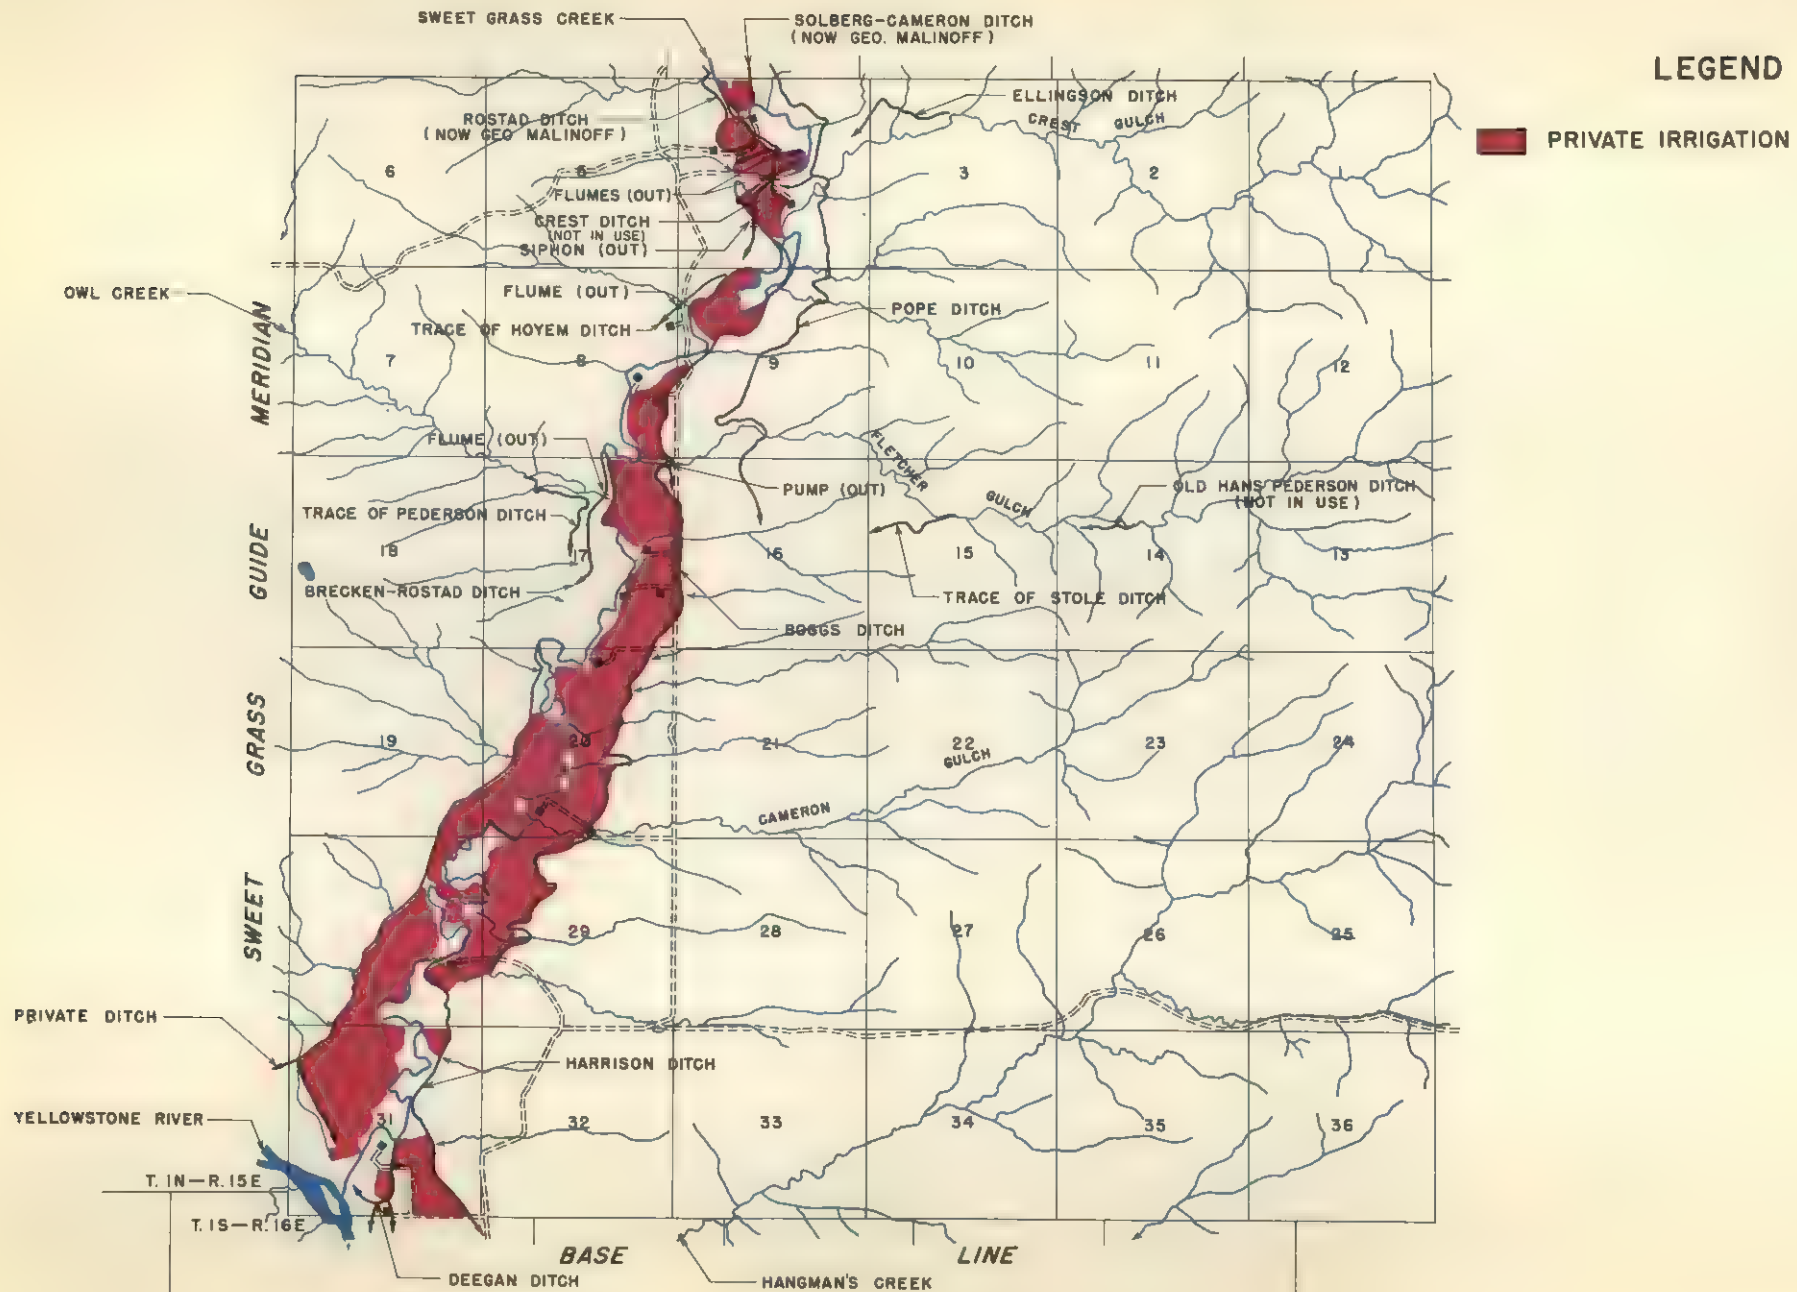 SWEET GRASS CREEK
SOLBERG-CAMERON DITCH
(NOW GEO. MALINOFF)
LEGEND
PRIVATE IRRIGATION
ROSTAD DITCH
(NOW GEO MALINOFF)
ELLINGSON DITCH
CREST GULCH
6
5
3
2
1
FLUMES (OUT)
CREST DITCH
(NOT IN USE)
SIPHON (OUT)
OWL CREEK
FLUME (OUT)
TRACE OF HOYEM DITCH
POPE DITCH
MERIDIAN
7
8
9
10
11
12
FLUME (OUT)
FLETCHER GULCH
PUMP (OUT)
OLD HANS PEDERSON DITCH
(NOT IN USE)
TRACE OF PEDERSON DITCH
GUIDE
18
17
16
15
14
13
BRECKEN-ROSTAD DITCH
TRACE OF STOLE DITCH
BOGGS DITCH
GRASS
19
20
21
22
23
24
CAMERON GULCH
SWEET
29
28
27
26
25
PRIVATE DITCH
HARRISON DITCH
YELLOWSTONE RIVER
31
32
33
34
35
36
T. 1N—R. 15E
T. 1S—R. 16E
BASE LINE
DEEGAN DITCH
HANGMAN'S CREEK